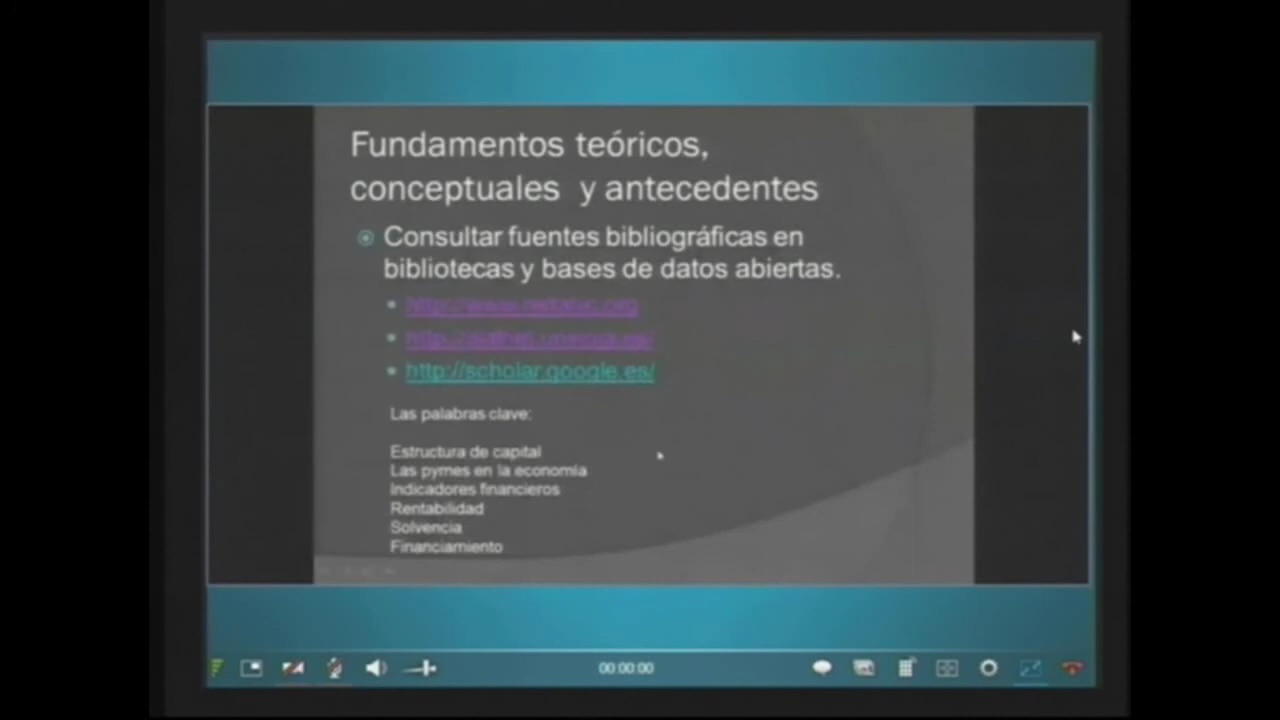 Fundamentos teóricos,
conceptuales y antecedentes
Consultar fuentes bibliográficas en
bibliotecas y bases de datos abiertas.
http://scholar.google.es/
Las palabras clave:
Estructura de capital
Las pymes en la economía
Indicadores financieros
Rentabilidad
Solvencia
Financiamiento
00:00:00